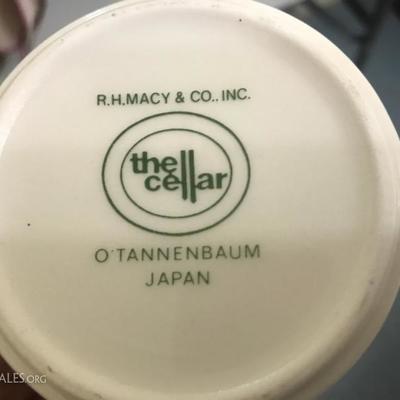 R.H.MACY & CO.. INC.
the
cellar
O'TANNENBAUM
JAPAN
ALES.ORG